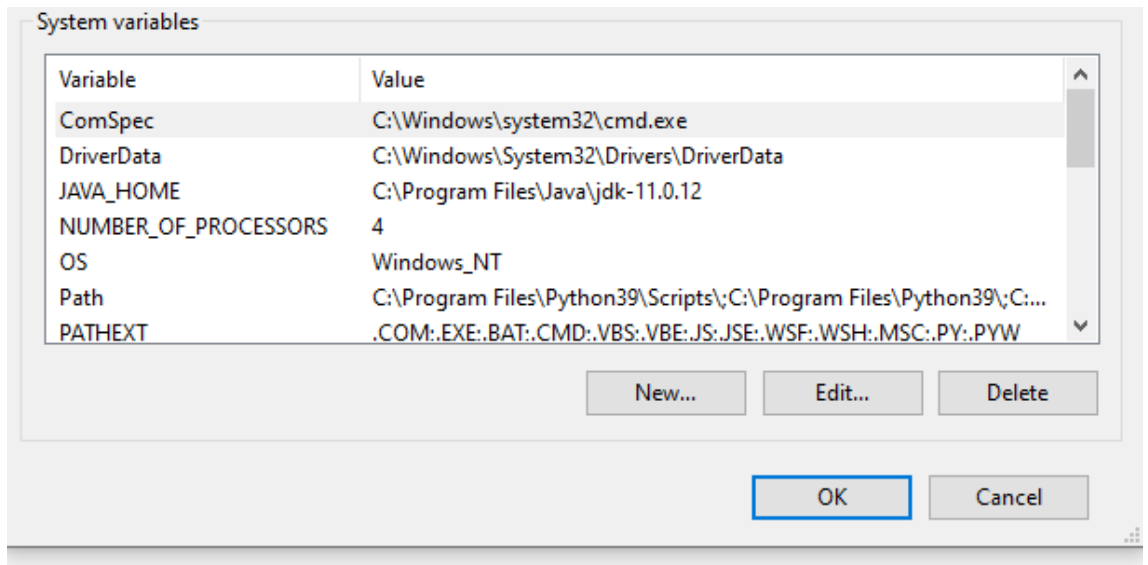 System variables
Variable Value
ComSpec C:\Windows\system32\cmd.exe
DriverData C:\Windows\System32\Drivers\DriverData
JAVA_HOME C:\Program Files\Java\jdk-11.0.12
NUMBER_OF_PROCESSORS 4
OS Windows_NT
Path C:\Program Files\Python39\Scripts\;C:\Program Files\Python39\;C:...
PATHEXT .COM;.EXE;.BAT;.CMD;.VBS;.VBE;.JS;.JSE;.WSF;.WSH;.MSC;.PY;.PYW
New... Edit... Delete
OK Cancel